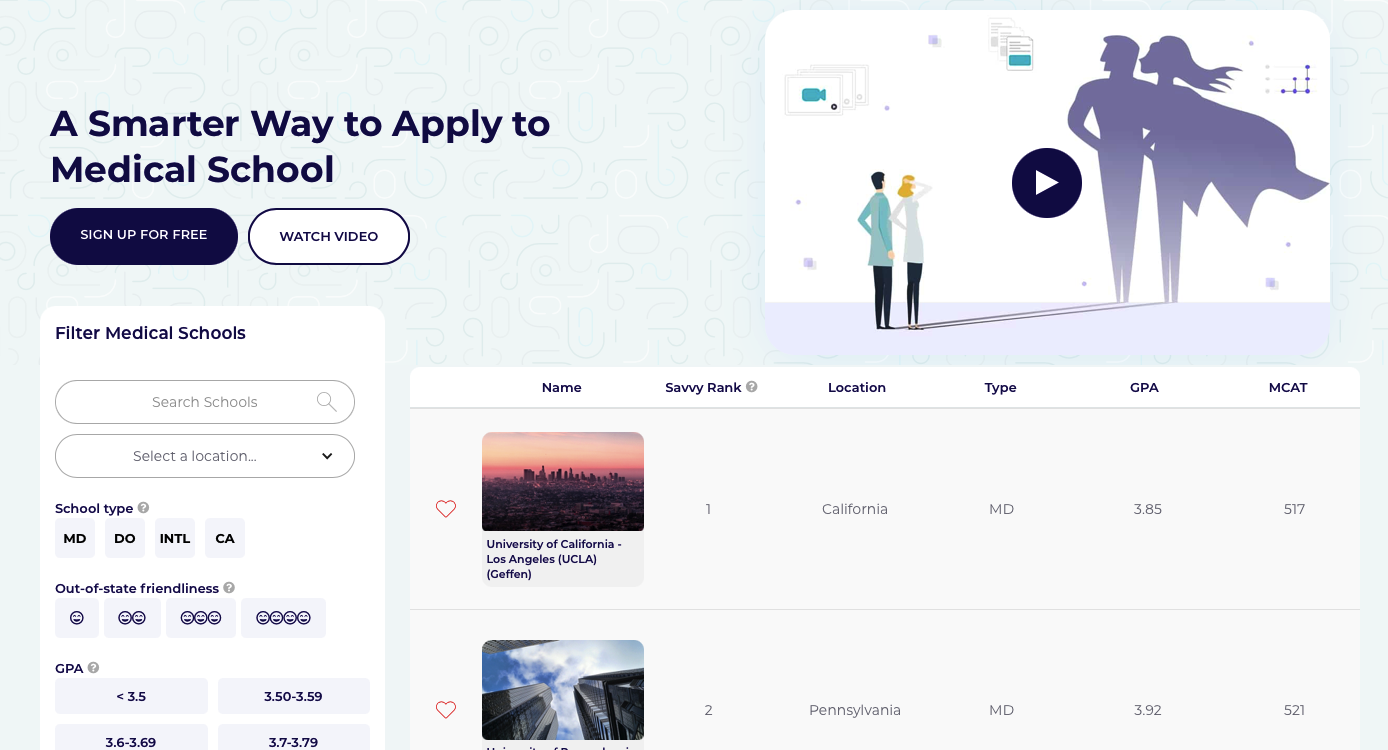 A Smarter Way to Apply to
Medical School
SIGN UP FOR FREE
WATCH VIDEO
Filter Medical Schools
Search Schools
Select a location...
School type
MD DO INTL CA
Out-of-state friendliness
GPA
< 3.5 3.50-3.59
3.6-3.69 3.7-3.79
Name Savvy Rank Location Type GPA MCAT
University of California -
Los Angeles (UCLA)
(Geffen)
1 California MD 3.85 517
2 Pennsylvania MD 3.92 521